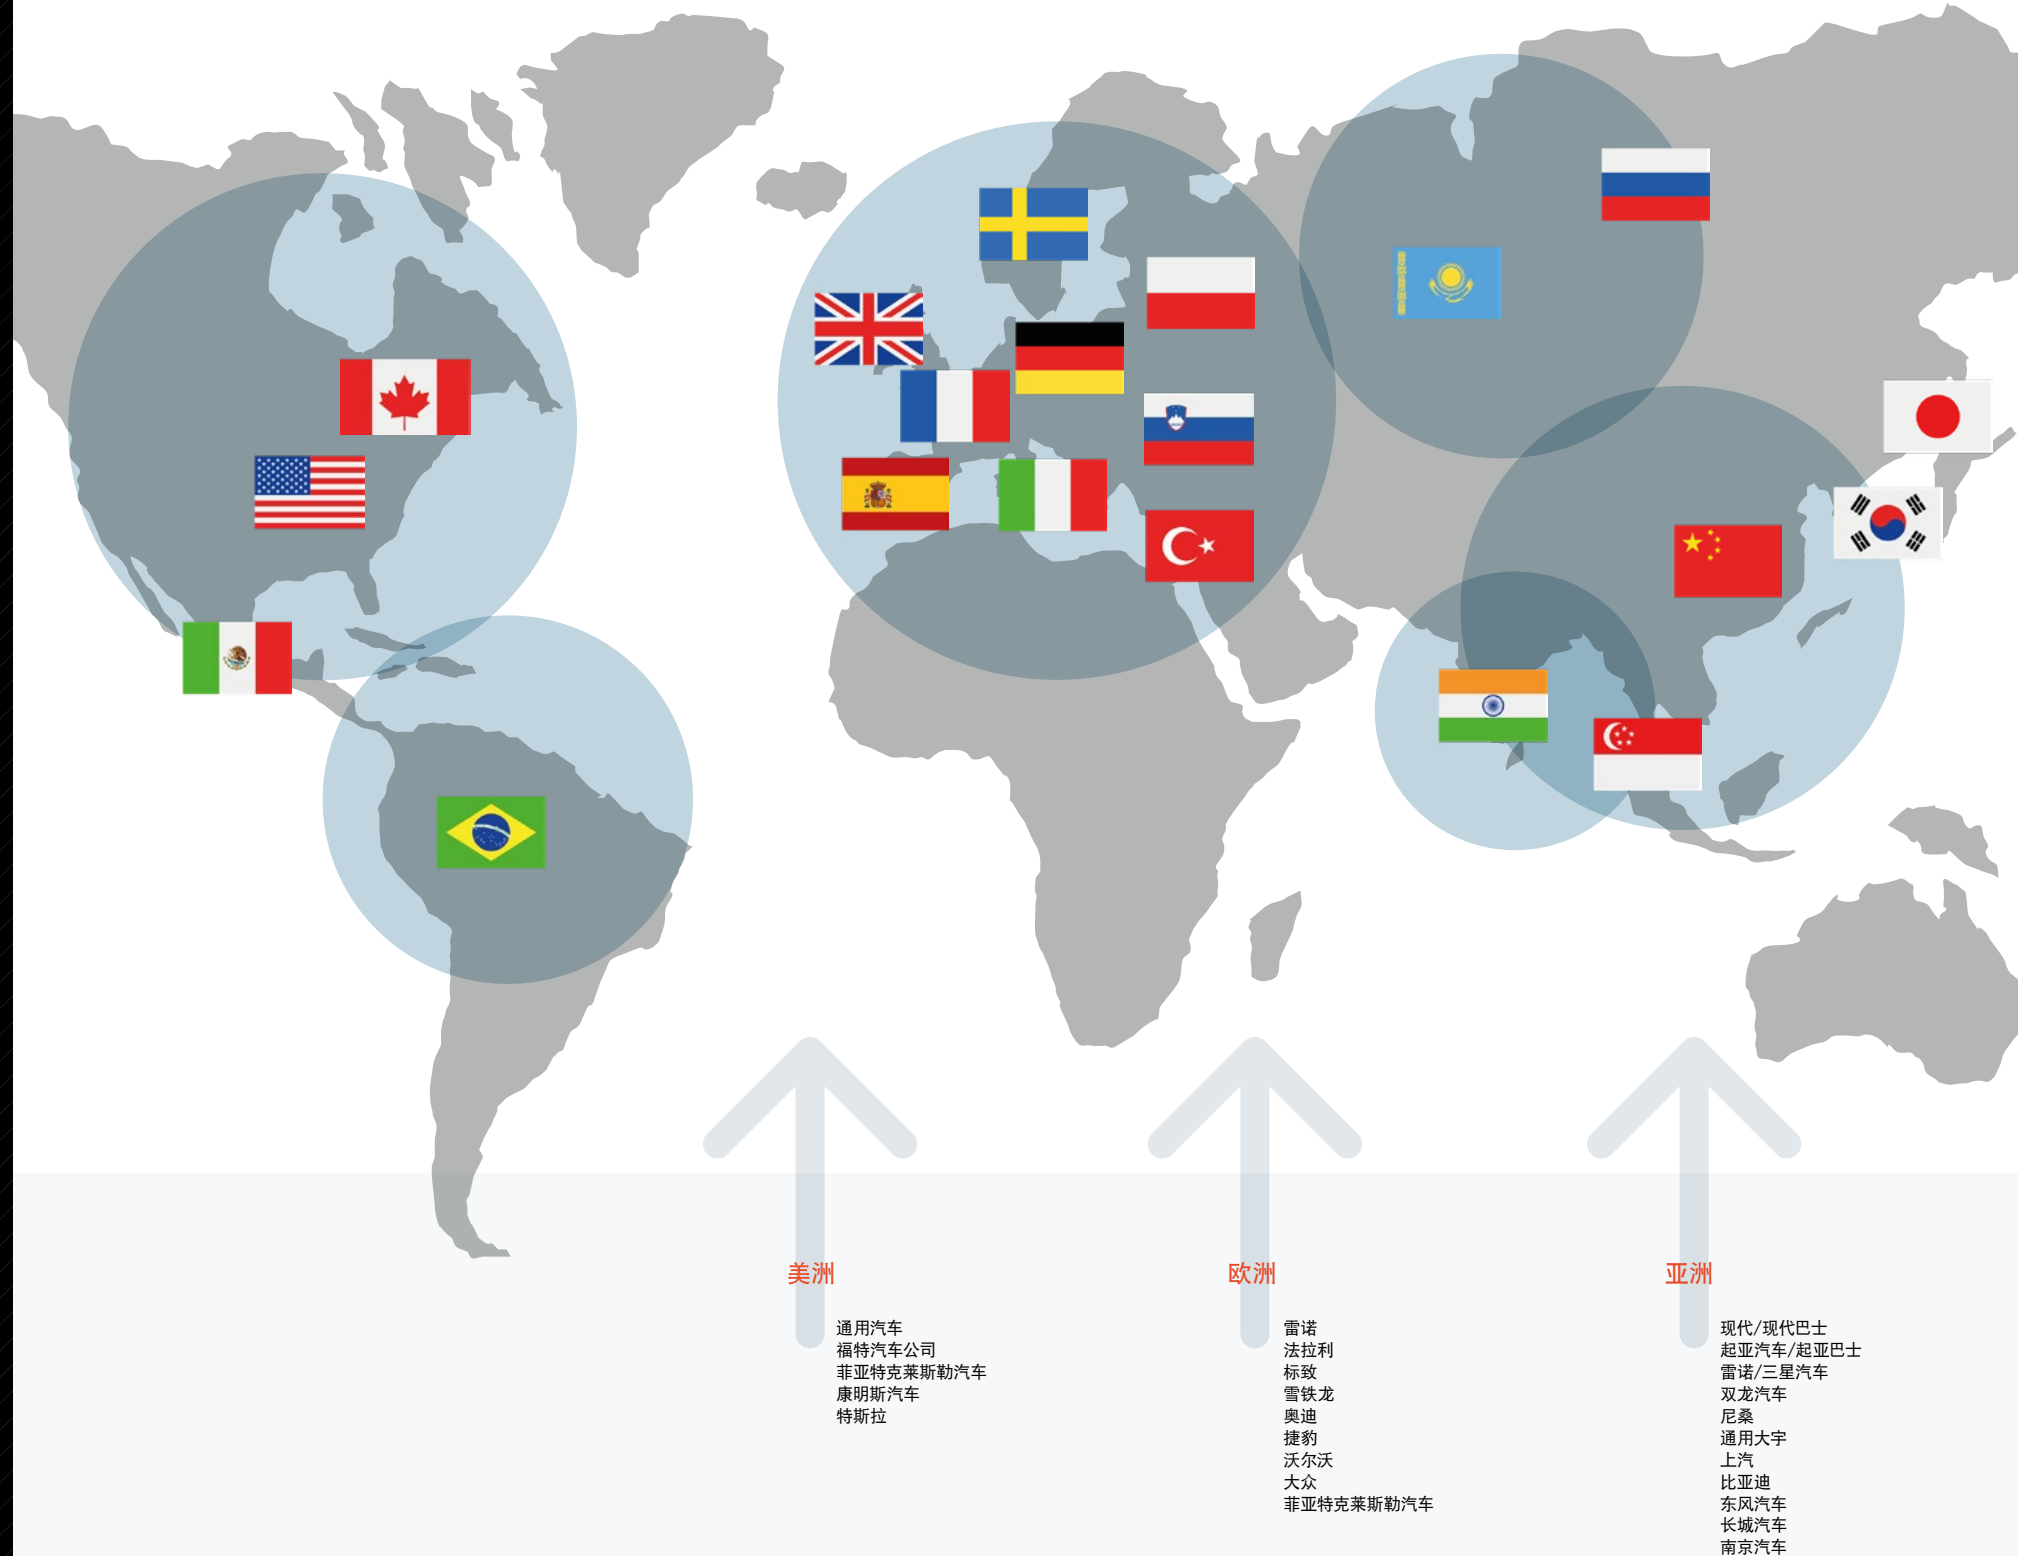 美洲
通用汽车
福特汽车公司
菲亚特克莱斯勒汽车
康明斯汽车
特斯拉
欧洲
雷诺
法拉利
标致
雪铁龙
奥迪
捷豹
沃尔沃
大众
菲亚特克莱斯勒汽车
亚洲
现代/现代巴士
起亚汽车/起亚巴士
雷诺/三星汽车
双龙汽车
尼桑
通用大宇
上汽
比亚迪
东风汽车
长城汽车
南京汽车